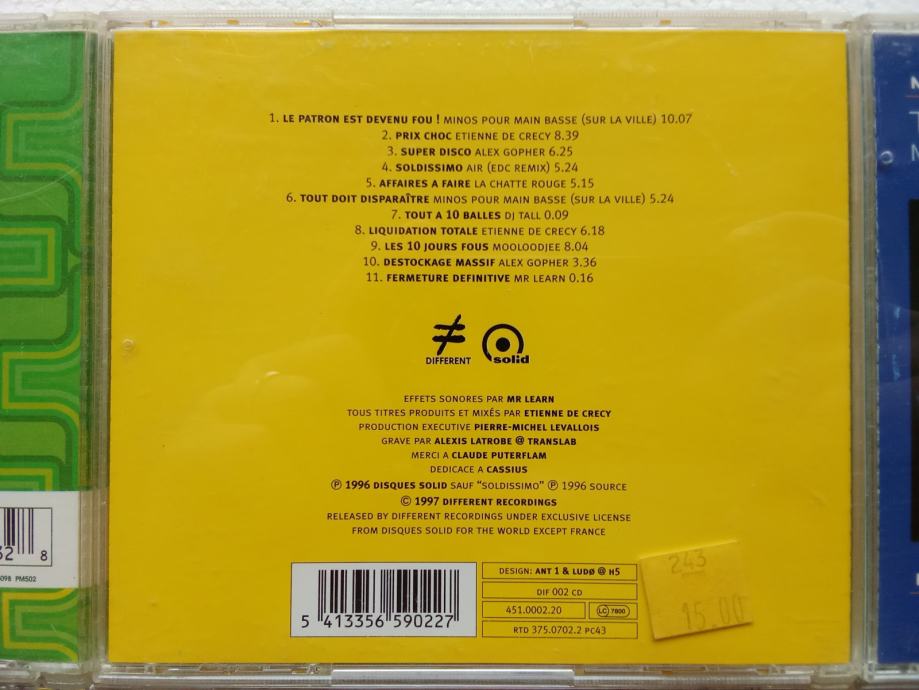 1. LE PATRON EST DEVENU FOU ! MINOS POUR MAIN BASSE (SUR LA VILLE) 10.07
2. PRIX CHOC ETIENNE DE CRECY 8.39
3. SUPER DISCO ALEX GOPHER 6.25
4. SOLDISSIMO AIR (EDC REMIX) 5.24
5. AFFAIRES A FAIRE LA CHATTE ROUGE 5.15
6. TOUT DOIT DISPARAÎTRE MINOS POUR MAIN BASSE (SUR LA VILLE) 5.24
7. TOUT A 10 BALLES DJ TALL 0.09
8. LIQUIDATION TOTALE ETIENNE DE CRECY 6.18
9. LES 10 JOURS FOUS MOOLOODJEE 8.04
10. DESTOCKAGE MASSIF ALEX GOPHER 3.36
11. FERMETURE DEFINITIVE MR LEARN 0.16
≠
DIFFERENT
solid
EFFETS SONORES PAR MR LEARN
TOUS TITRES PRODUITS ET MIXÉS PAR ETIENNE DE CRECY
PRODUCTION EXECUTIVE PIERRE-MICHEL LEVALLOIS
GRAVE PAR ALEXIS LATROBE @ TRANSLAB
MERCI A CLAUDE PUTERFLAM
DEDICACE A CASSIUS
℗ 1996 DISQUES SOLID SAUF “SOLDISSIMO” ℗ 1996 SOURCE
© 1997 DIFFERENT RECORDINGS
RELEASED BY DIFFERENT RECORDINGS UNDER EXCLUSIVE LICENSE
FROM DISQUES SOLID FOR THE WORLD EXCEPT FRANCE
DESIGN: ANT 1 & LUDØ @ H5
DIF 002 CD
451.0002.20
LC 7800
RTD 375.0702.2 PC43
5 413356 590227
243
15.00
8
098 PM502